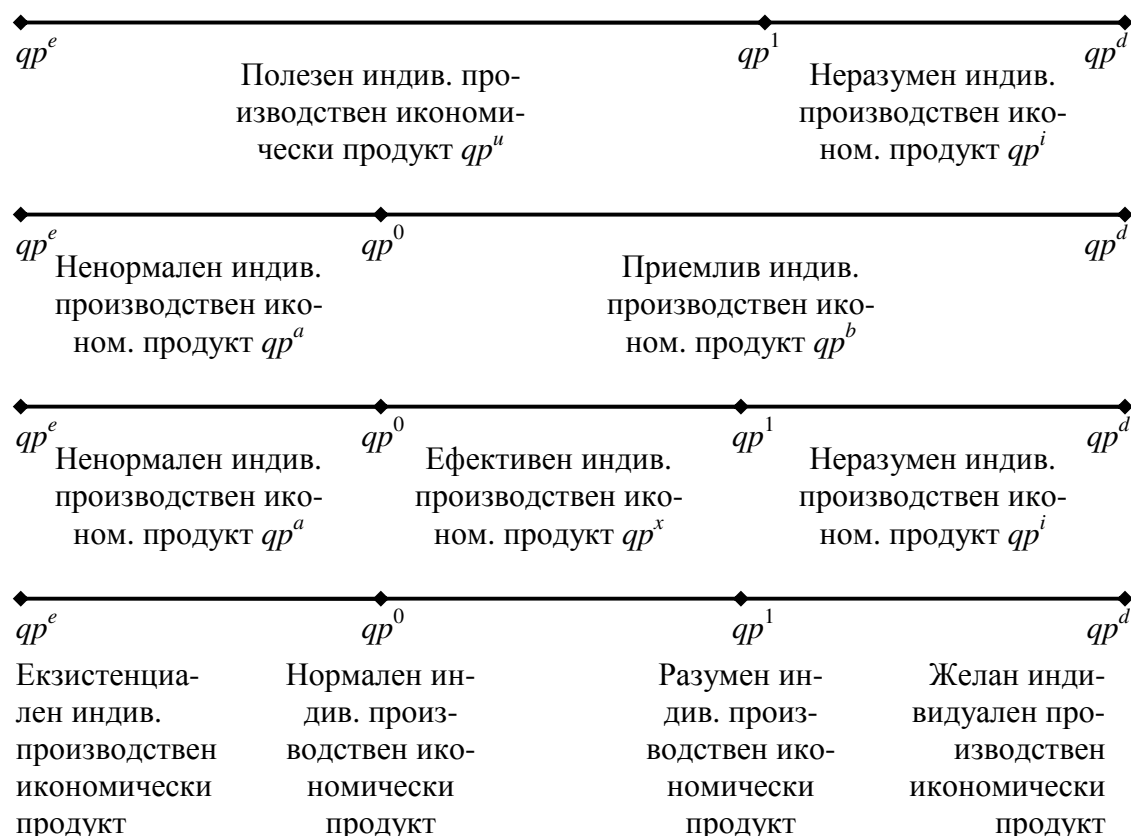 qp^e qp^1 qp^d
Полезен индив. про- Неразумен индив.
изводствен икономи- производствен ико-
чески продукт qp^u ном. продукт qp^i
qp^e qp^0 qp^d
Ненормален индив. Приемлив индив.
производствен ико- производствен ико-
ном. продукт qp^a ном. продукт qp^b
qp^e qp^0 qp^1 qp^d
Ненормален индив. Ефективен индив. Неразумен индив.
производствен ико- производствен ико- производствен ико-
ном. продукт qp^a ном. продукт qp^x ном. продукт qp^i
qp^e qp^0 qp^1 qp^d
Екзистенциа- Нормален ин- Разумен ин- Желан инди-
лен индив. див. произ- див. произ- видуален про-
производствен водствен ико- водствен ико- изводствен
икономически номически номически икономически
продукт продукт продукт продукт